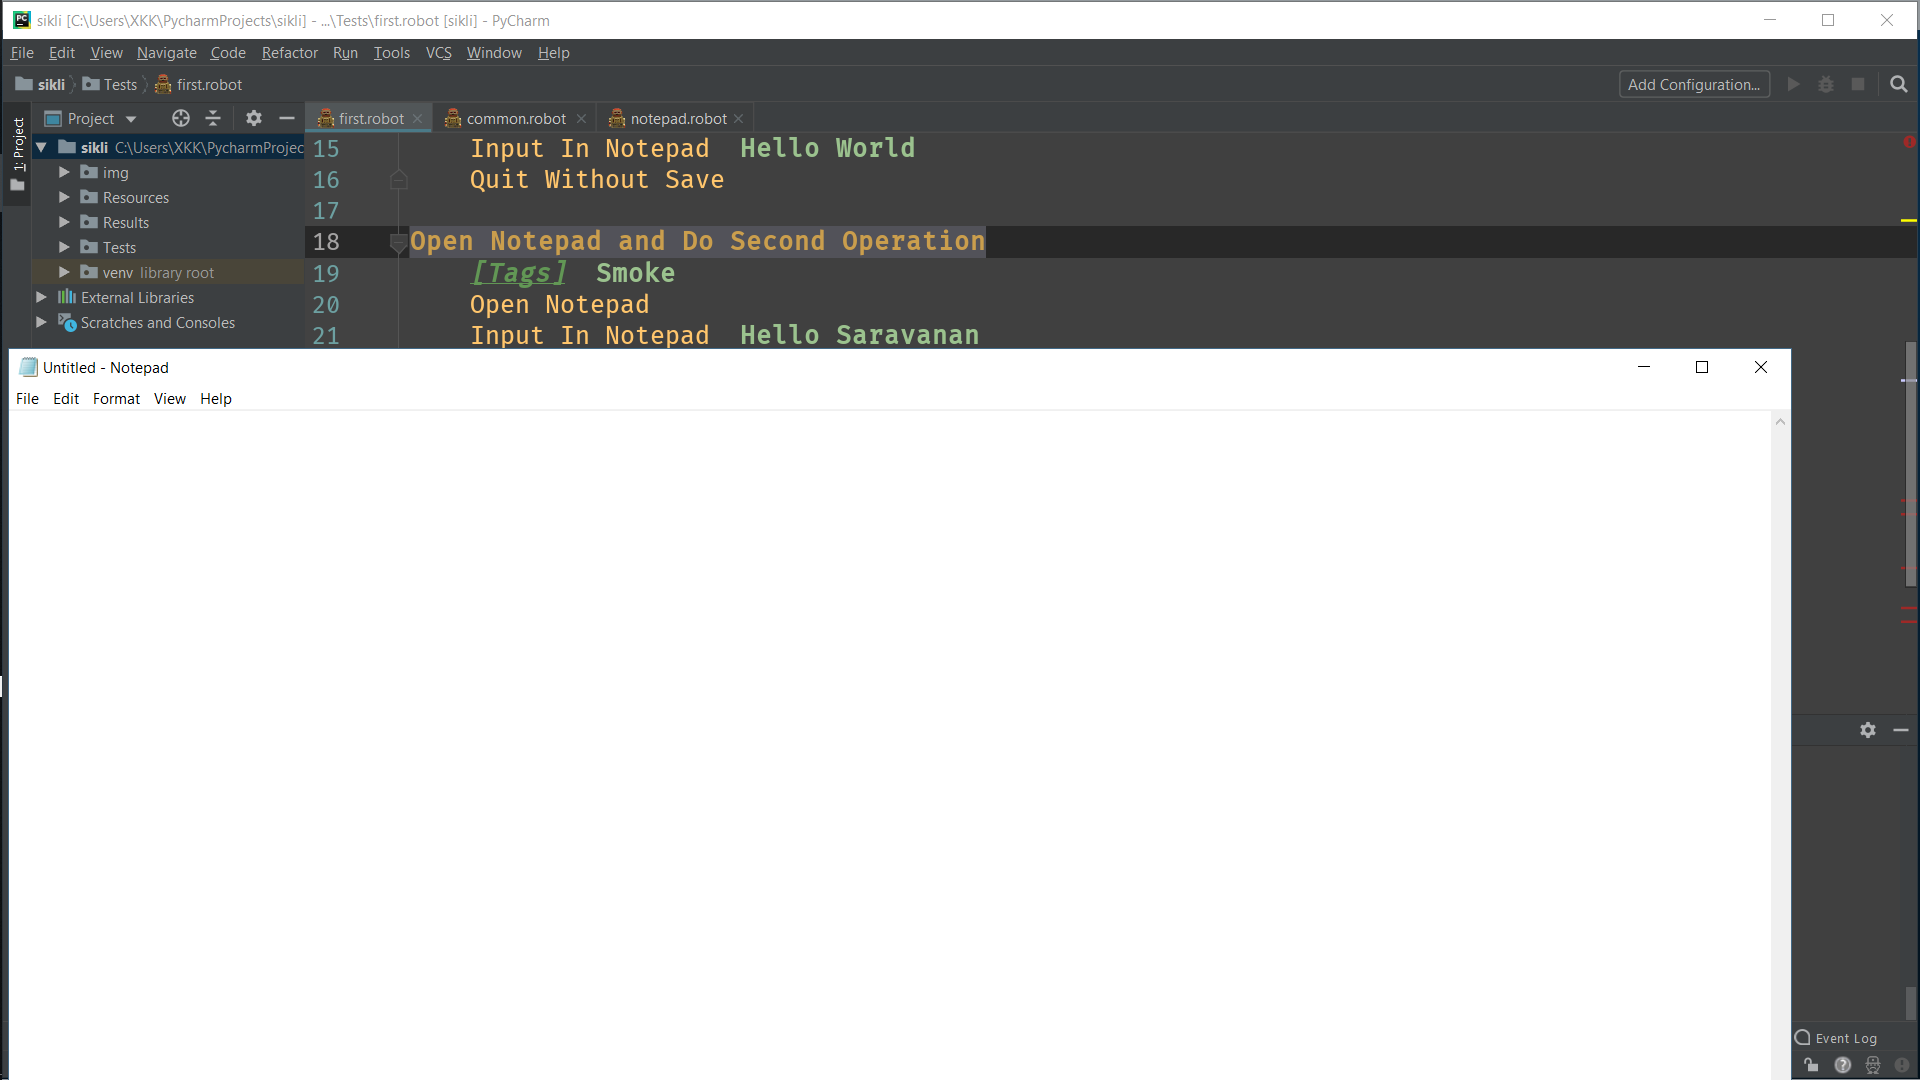 sikli [C:\Users\XKK\PycharmProjects\sikli] - ...\Tests\first.robot [sikli] - PyCharm
File Edit View Navigate Code Refactor Run Tools VCS Window Help
sikli Tests first.robot Add Configuration...
1: Project
Project first.robot common.robot notepad.robot
sikli C:\Users\XKK\PycharmProjec
img
Resources
Results
Tests
venv library root
External Libraries
Scratches and Consoles
15 Input In Notepad Hello World
16 Quit Without Save
17
18 Open Notepad and Do Second Operation
19 [Tags] Smoke
20 Open Notepad
21 Input In Notepad Hello Saravanan
Untitled - Notepad
File Edit Format View Help
Event Log